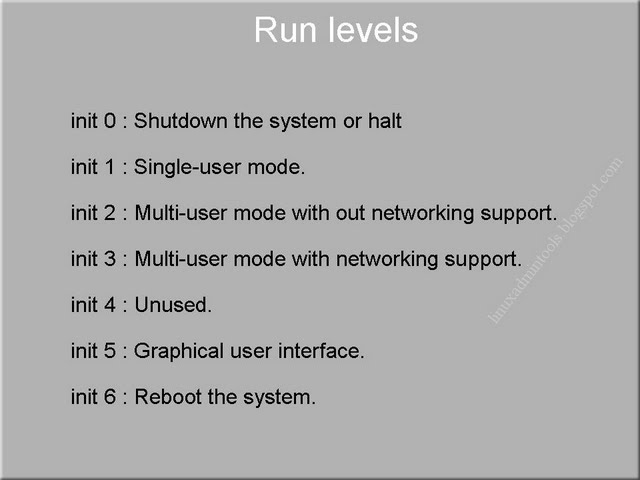 Run levels
init 0 : Shutdown the system or halt
init 1 : Single-user mode.
init 2 : Multi-user mode with out networking support.
init 3 : Multi-user mode with networking support.
init 4 : Unused.
init 5 : Graphical user interface.
init 6 : Reboot the system.
linuxadmintools.blogspot.com